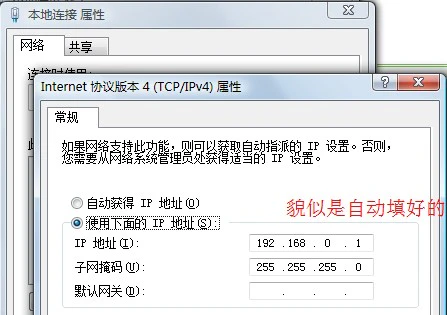 本地连接 属性
网络
共享
连接时使用:
Internet 协议版本 4 (TCP/IPv4) 属性
常规
如果网络支持此功能，则可以获取自动指派的 IP 设置。否则，
您需要从网络系统管理员处获得适当的 IP 设置。
自动获得 IP 地址(O)
貌似是自动填好的
使用下面的 IP 地址(S):
IP 地址(I):
192 .168 . 0 . 1
子网掩码(U):
255 .255 .255 . 0
默认网关(D):
. . .